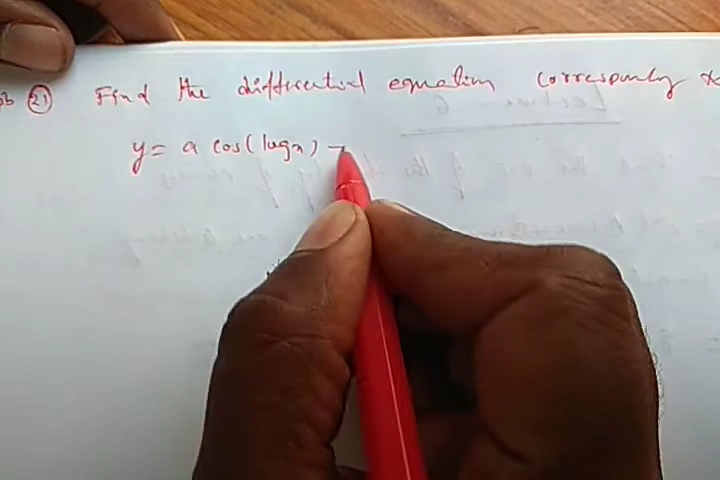 (21) Find the differential equation corresponding to
y = a cos(log x) -